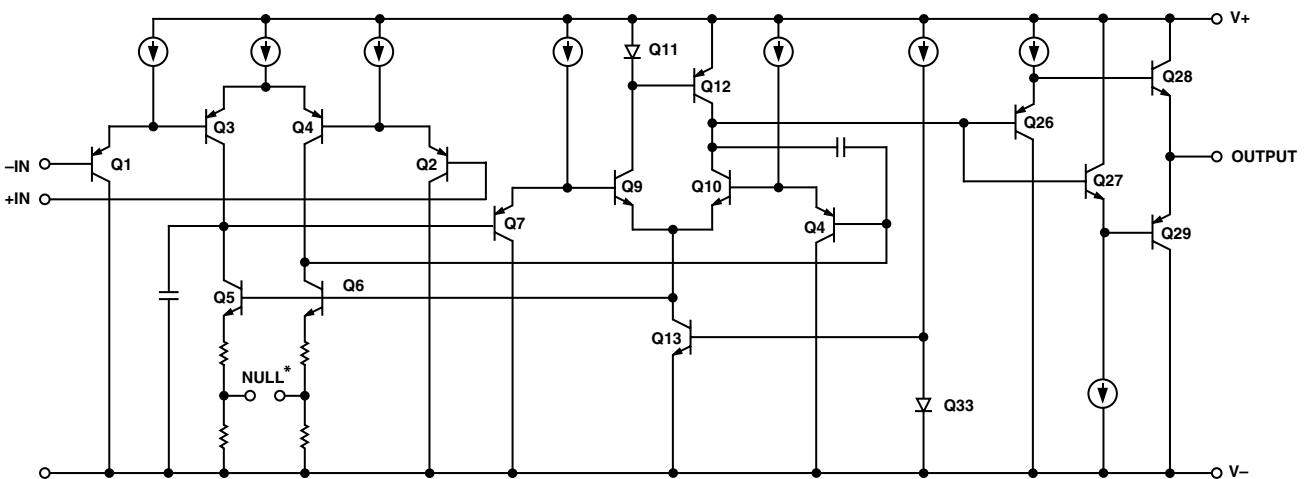 V+
Q11
Q12
Q28
Q3
Q4
Q26
–IN
Q1
Q2
OUTPUT
+IN
Q9
Q10
Q27
Q7
Q4
Q29
Q5
Q6
Q13
NULL*
Q33
V–